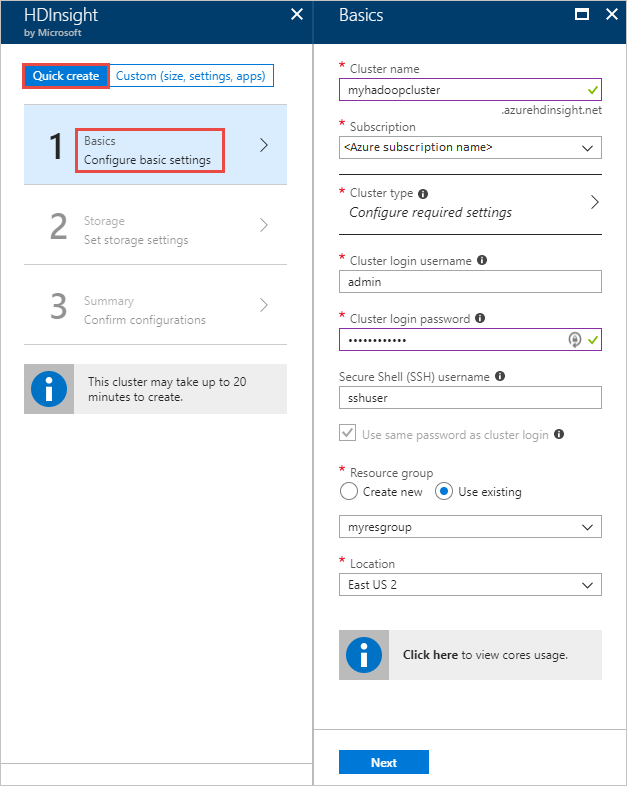 HDInsight
by Microsoft
Quick create
Custom (size, settings, apps)
1
Basics
Configure basic settings
2
Storage
Set storage settings
3
Summary
Confirm configurations
This cluster may take up to 20
minutes to create.
Basics
* Cluster name
myhadoopcluster
.azurehdinsight.net
* Subscription
<Azure subscription name>
* Cluster type
Configure required settings
* Cluster login username
admin
* Cluster login password
••••••••••••
Secure Shell (SSH) username
sshuser
Use same password as cluster login
* Resource group
Create new
Use existing
myresgroup
* Location
East US 2
Click here to view cores usage.
Next